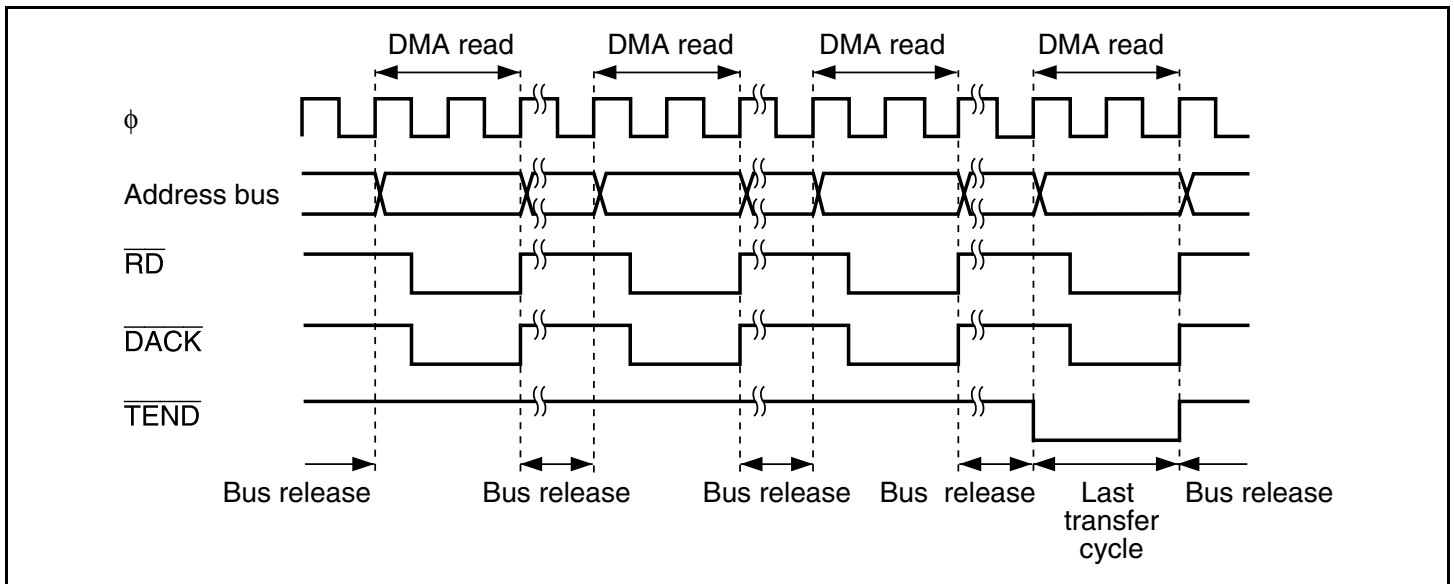 DMA read DMA read DMA read DMA read
φ
Address bus
RD
DACK
TEND
Bus release Bus release Bus release Bus release Last transfer cycle Bus release